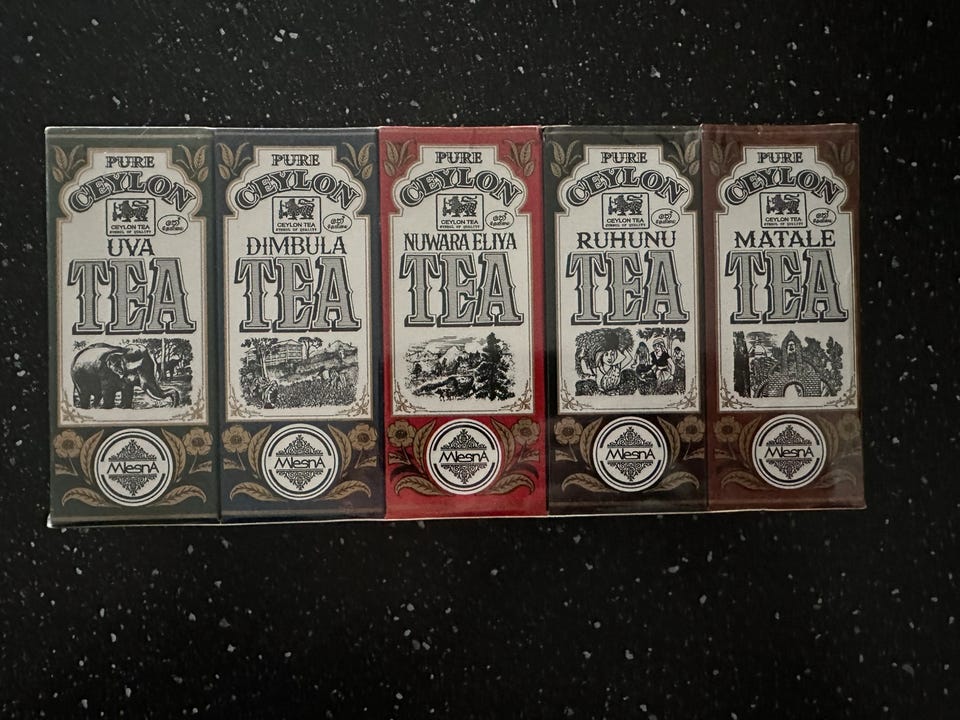 PURE
CEYLON
CEYLON TEA
SYMBOL OF QUALITY
UVA
TEA
MlesnA
PURE
CEYLON
CEYLON TEA
SYMBOL OF QUALITY
DIMBULA
TEA
MlesnA
PURE
CEYLON
CEYLON TEA
SYMBOL OF QUALITY
NUWARA ELIYA
TEA
MlesnA
PURE
CEYLON
CEYLON TEA
SYMBOL OF QUALITY
RUHUNU
TEA
MlesnA
PURE
CEYLON
CEYLON TEA
SYMBOL OF QUALITY
MATALE
TEA
MlesnA